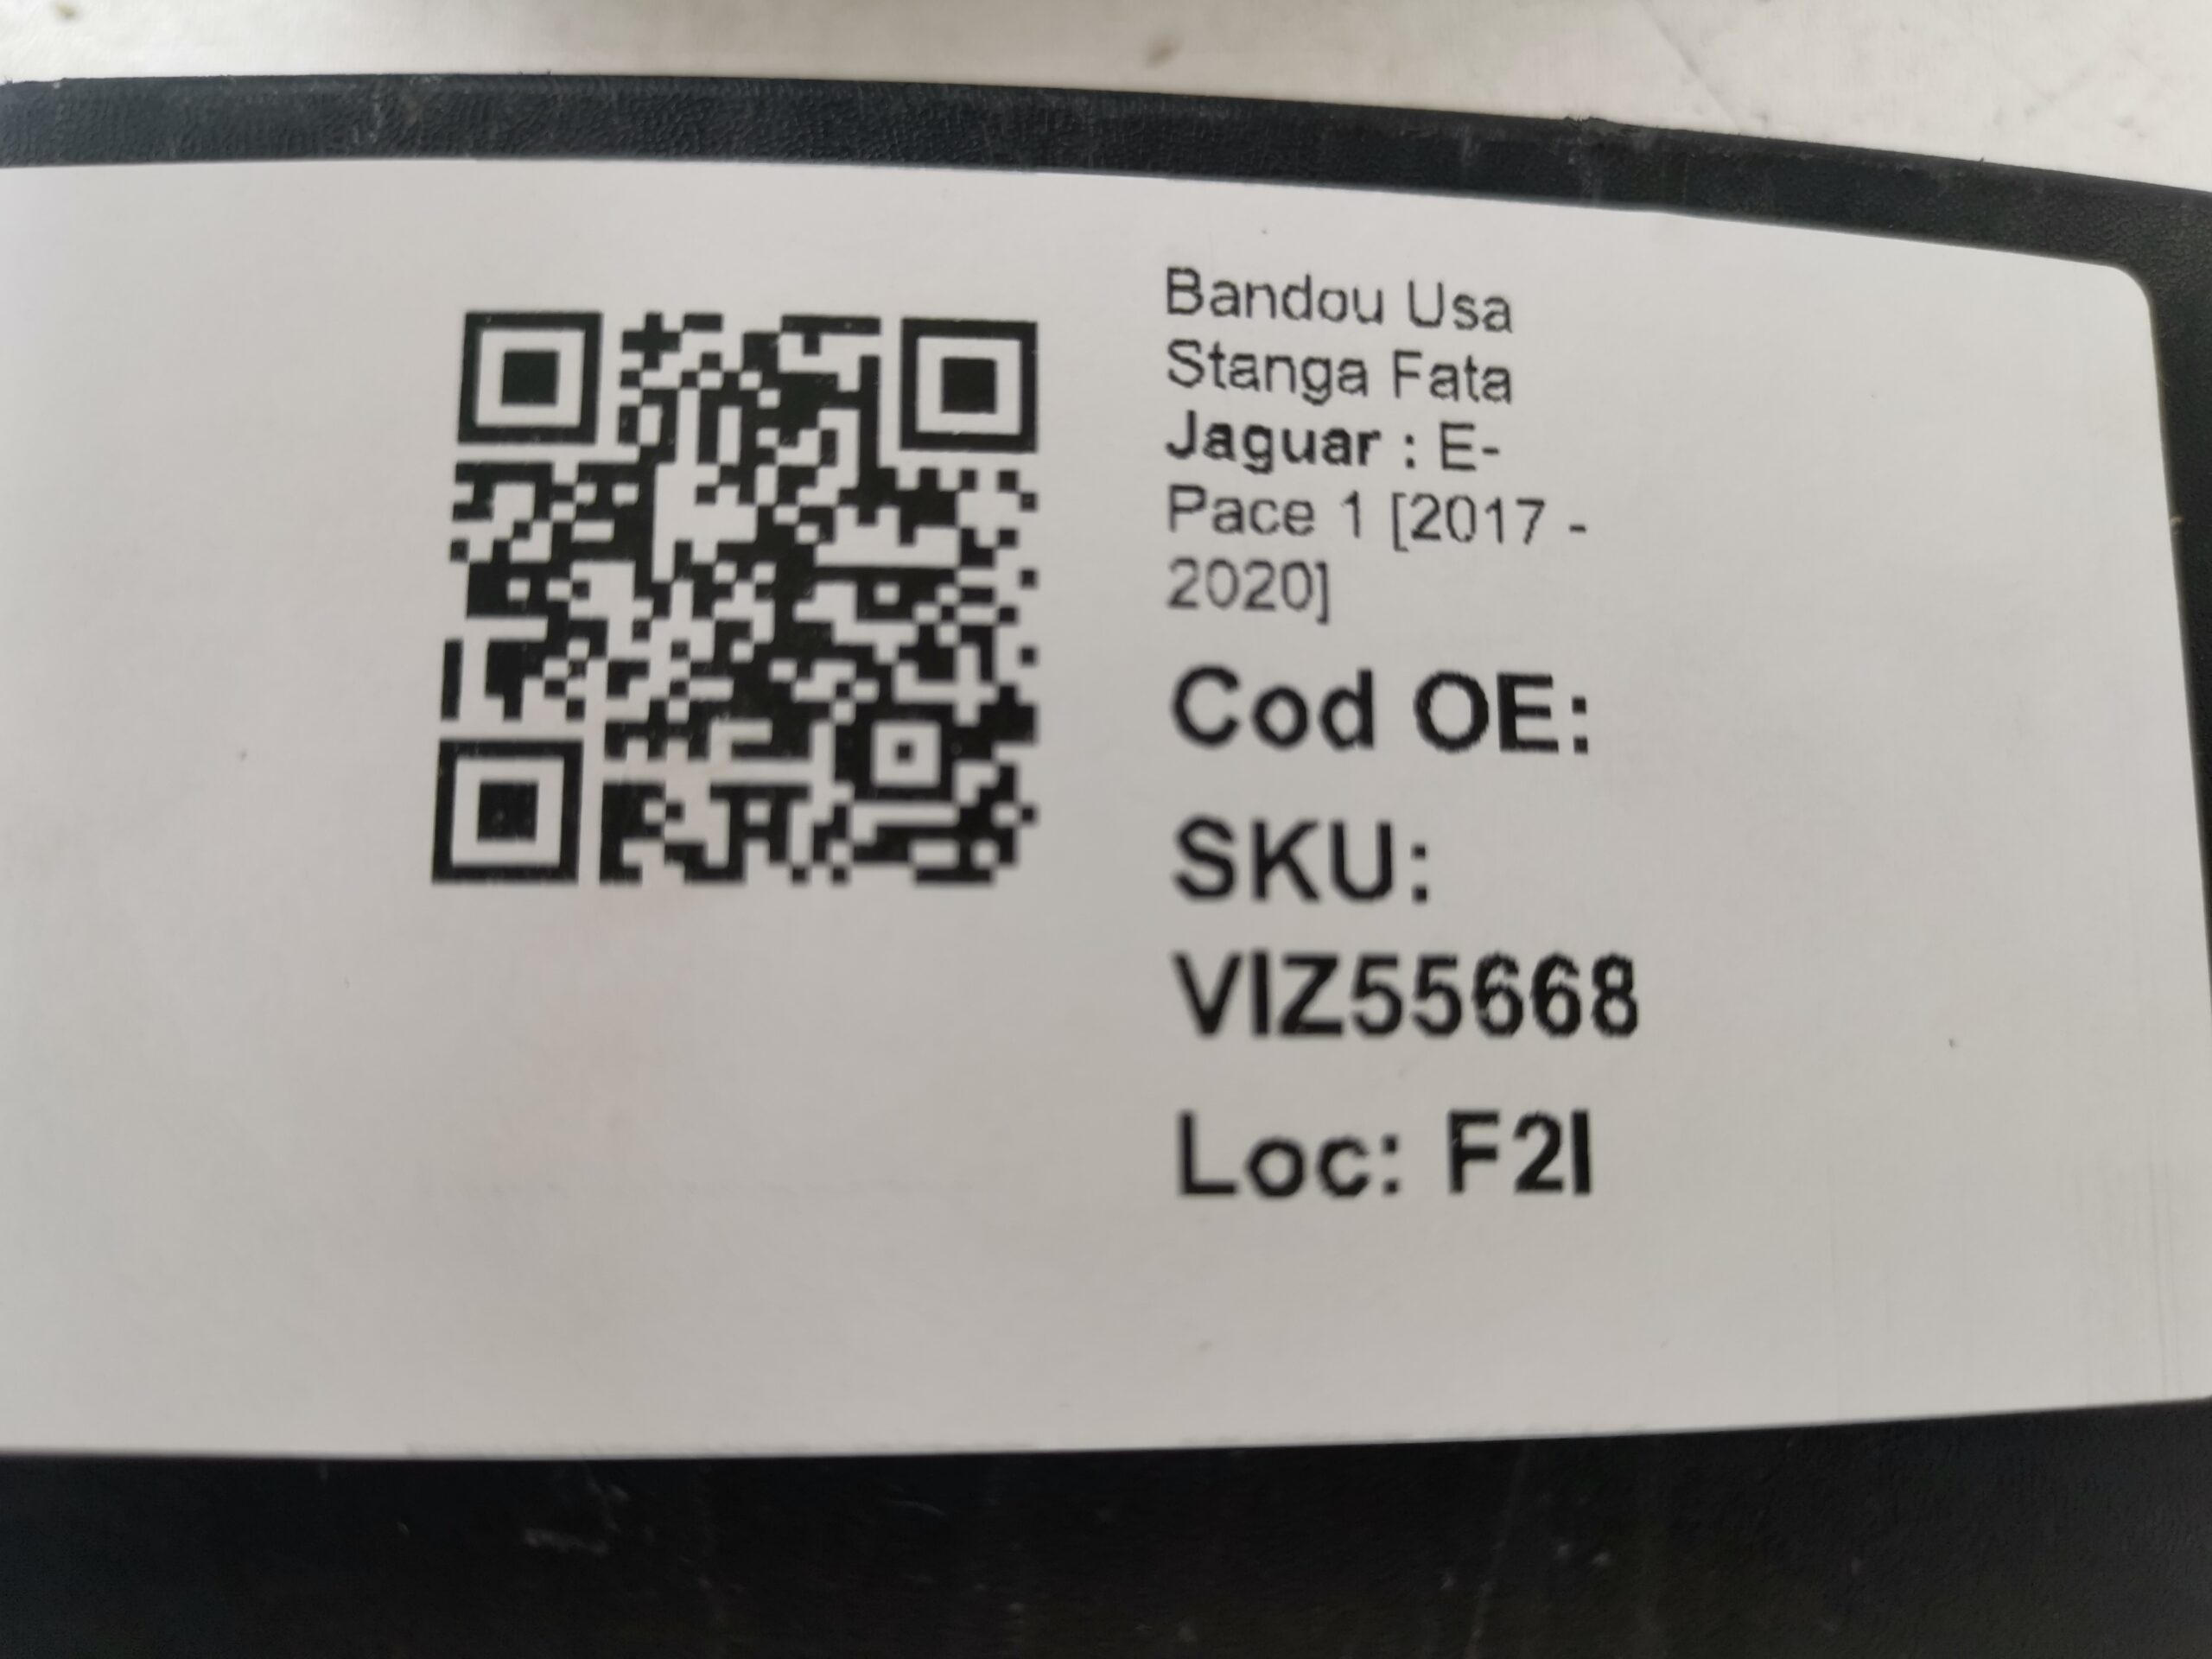 Bandou Usa
Stanga Fata
Jaguar : E-
Pace 1 [2017 -
2020]
Cod OE:
SKU:
VIZ55668
Loc: F2I